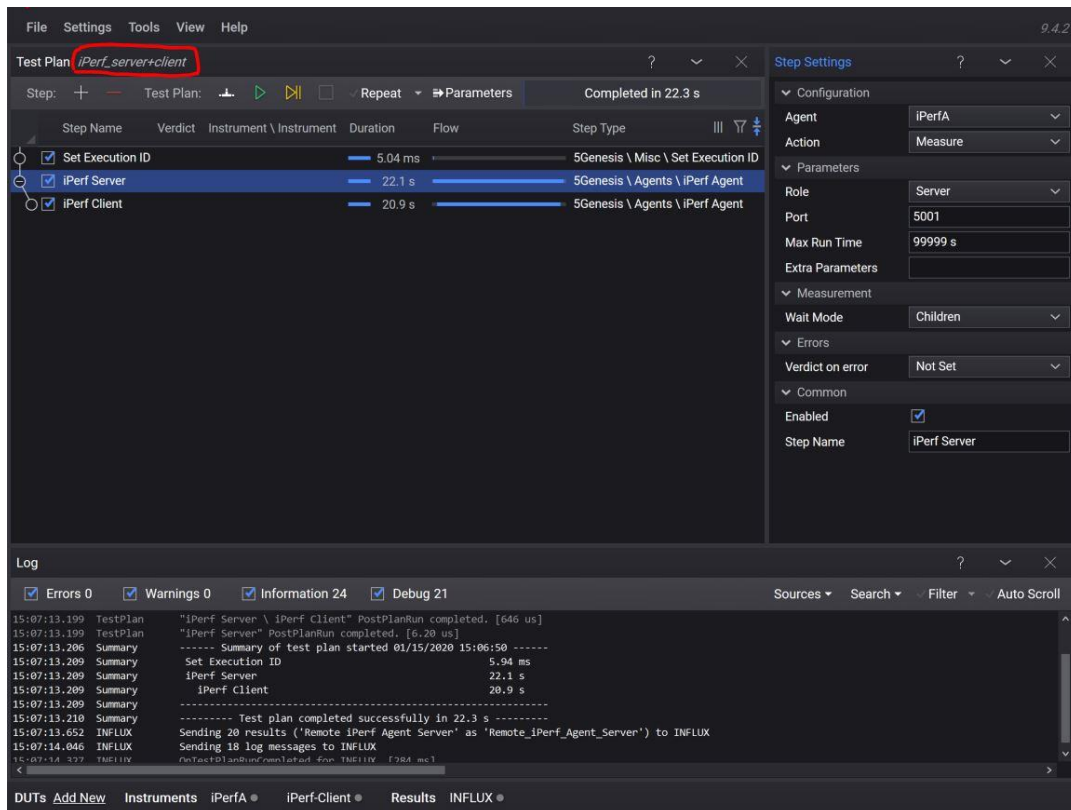 File Settings Tools View Help 9.4.2
Test Plan iPerf_server+client ?
Step: Test Plan: Repeat Parameters Completed in 22.3 s
Step Name Verdict Instrument \ Instrument Duration Flow Step Type
Set Execution ID 5.04 ms 5Genesis \ Misc \ Set Execution ID
iPerf Server 22.1 s 5Genesis \ Agents \ iPerf Agent
iPerf Client 20.9 s 5Genesis \ Agents \ iPerf Agent
Step Settings ?
Configuration
Agent iPerfA
Action Measure
Parameters
Role Server
Port 5001
Max Run Time 99999 s
Extra Parameters
Measurement
Wait Mode Children
Errors
Verdict on error Not Set
Common
Enabled
Step Name iPerf Server
Log ?
Errors 0 Warnings 0 Information 24 Debug 21 Sources Search Filter Auto Scroll
15:07:13.199 TestPlan "iPerf Server \ iPerf Client" PostPlanRun completed. [646 us]
15:07:13.199 TestPlan "iPerf Server" PostPlanRun completed. [6.20 us]
15:07:13.206 Summary ------ Summary of test plan started 01/15/2020 15:06:50 ------
15:07:13.209 Summary Set Execution ID 5.94 ms
15:07:13.209 Summary iPerf Server 22.1 s
15:07:13.209 Summary iPerf Client 20.9 s
15:07:13.209 Summary ------------------------------------------------------------
15:07:13.210 Summary --------- Test plan completed successfully in 22.3 s ---------
15:07:13.652 INFLUX Sending 20 results ('Remote iPerf Agent Server' as 'Remote_iPerf_Agent_Server') to INFLUX
15:07:14.046 INFLUX Sending 18 log messages to INFLUX
15:07:14.327 INFLUX OnTestPlanRunCompleted for INFLUX [284 ms]
DUTs Add New Instruments iPerfA iPerf-Client Results INFLUX